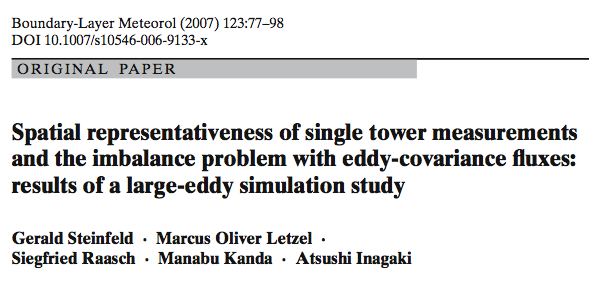 Boundary-Layer Meteorol (2007) 123:77–98
DOI 10.1007/s10546-006-9133-x
ORIGINAL PAPER
Spatial representativeness of single tower measurements
and the imbalance problem with eddy-covariance fluxes:
results of a large-eddy simulation study
Gerald Steinfeld · Marcus Oliver Letzel ·
Siegfried Raasch · Manabu Kanda · Atsushi Inagaki